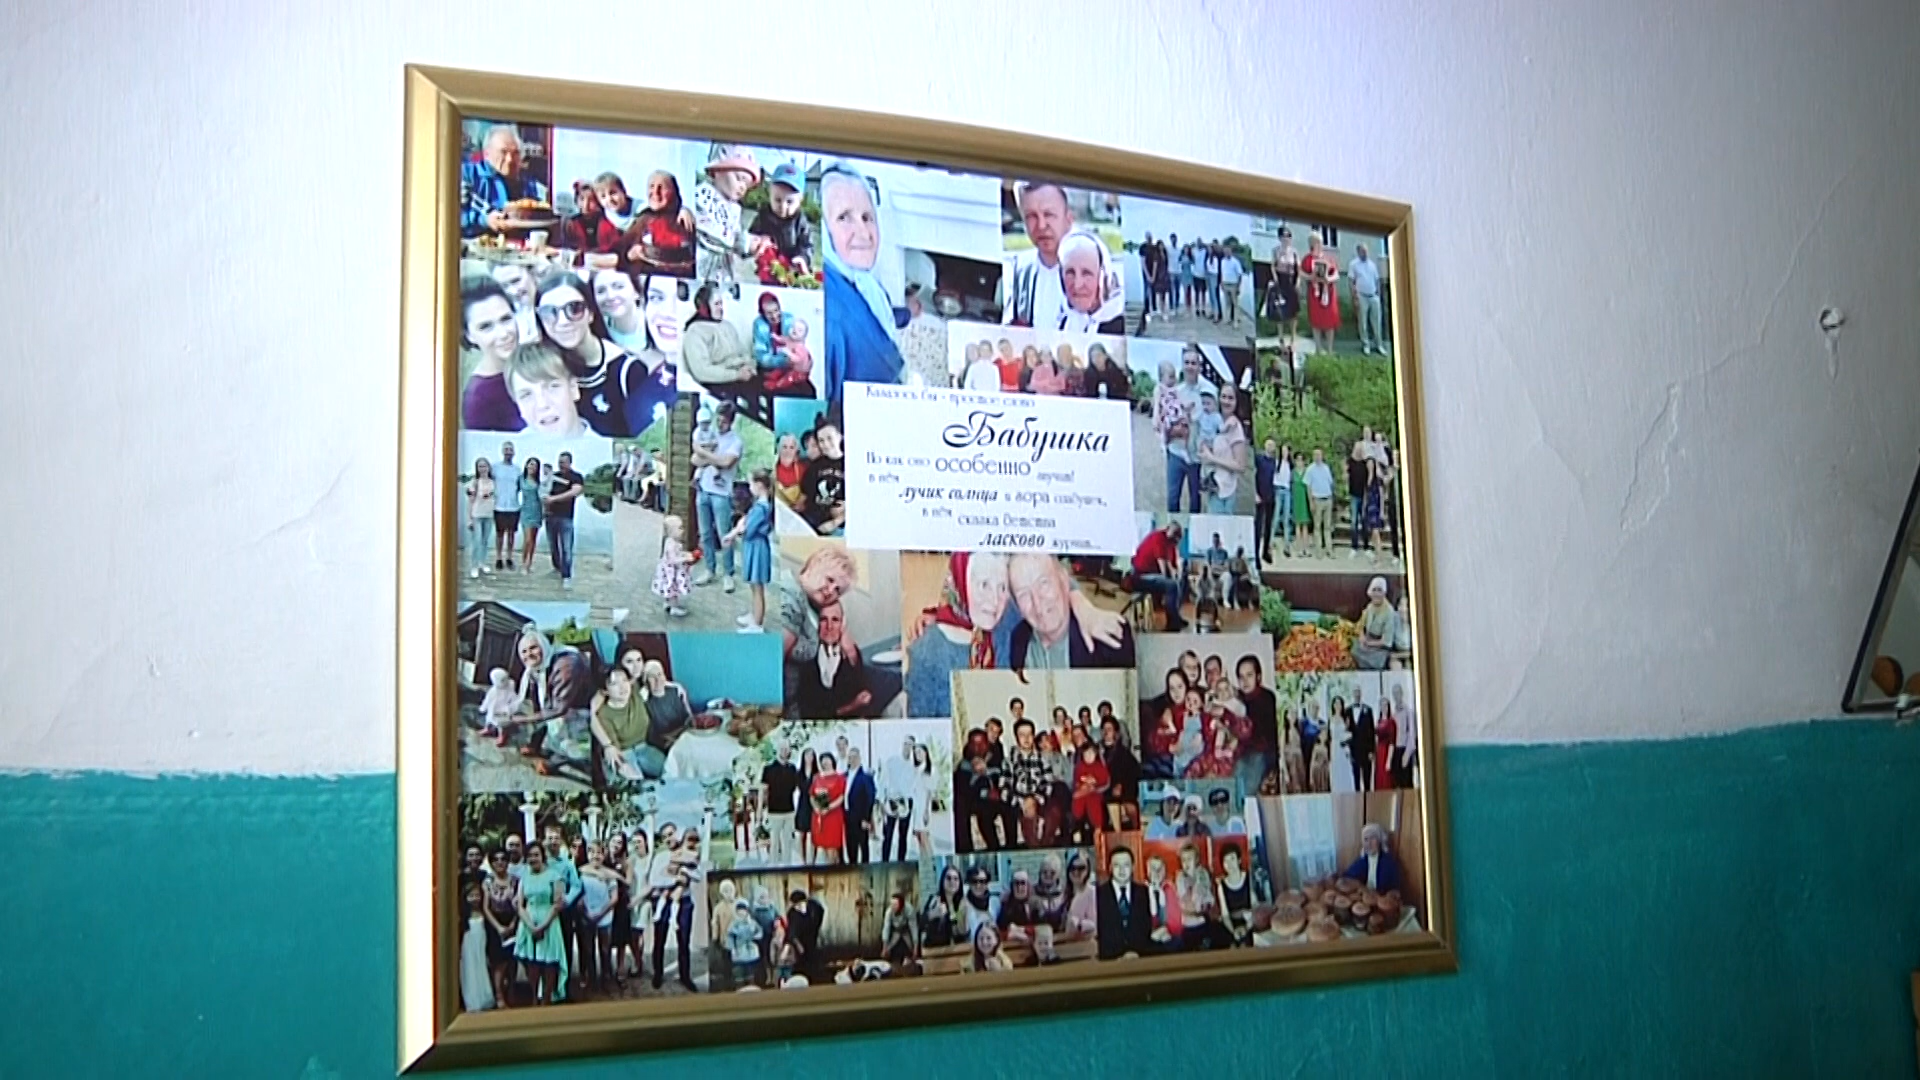 Казалось бы - простое слово
Бабушка
Но как оно особенно звучит!
в нём
лучик солнца и гора оладушек,
в нём сказка детства
ласково журчит...